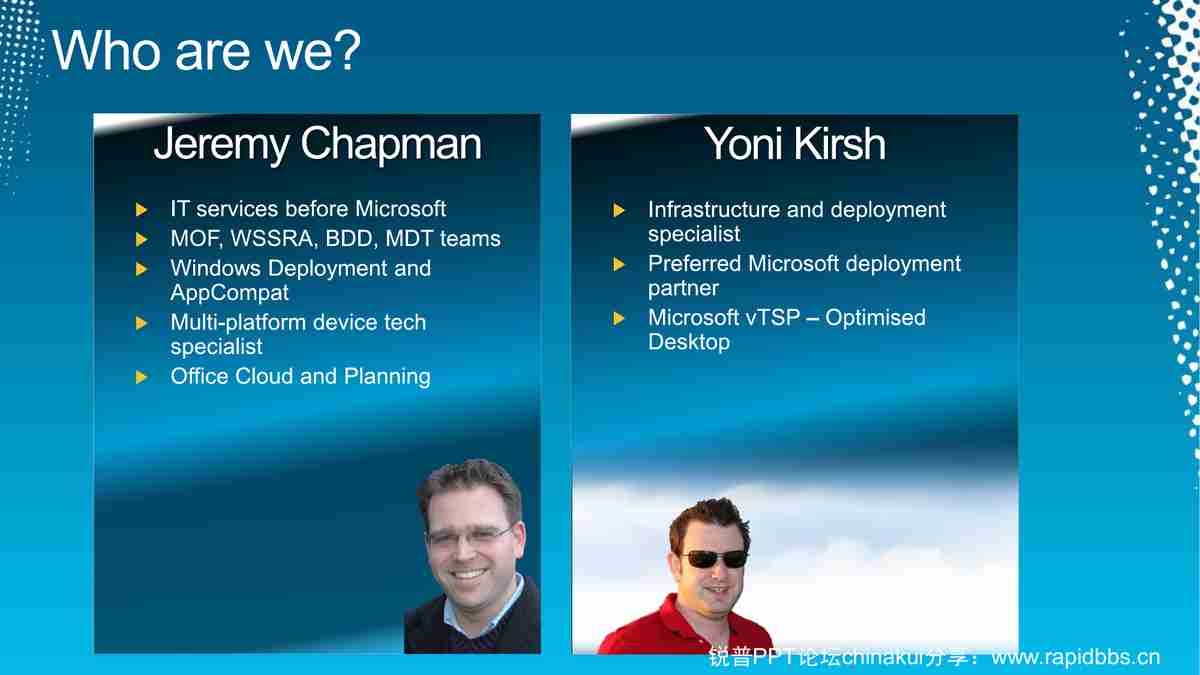 Who are we?
Jeremy Chapman
IT services before Microsoft
MOF, WSSRA, BDD, MDT teams
Windows Deployment and
AppCompat
Multi-platform device tech
specialist
Office Cloud and Planning
Yoni Kirsh
Infrastructure and deployment
specialist
Preferred Microsoft deployment
partner
Microsoft vTSP – Optimised
Desktop
锐普PPT论坛chinakui分享：www.rapidbbs.cn